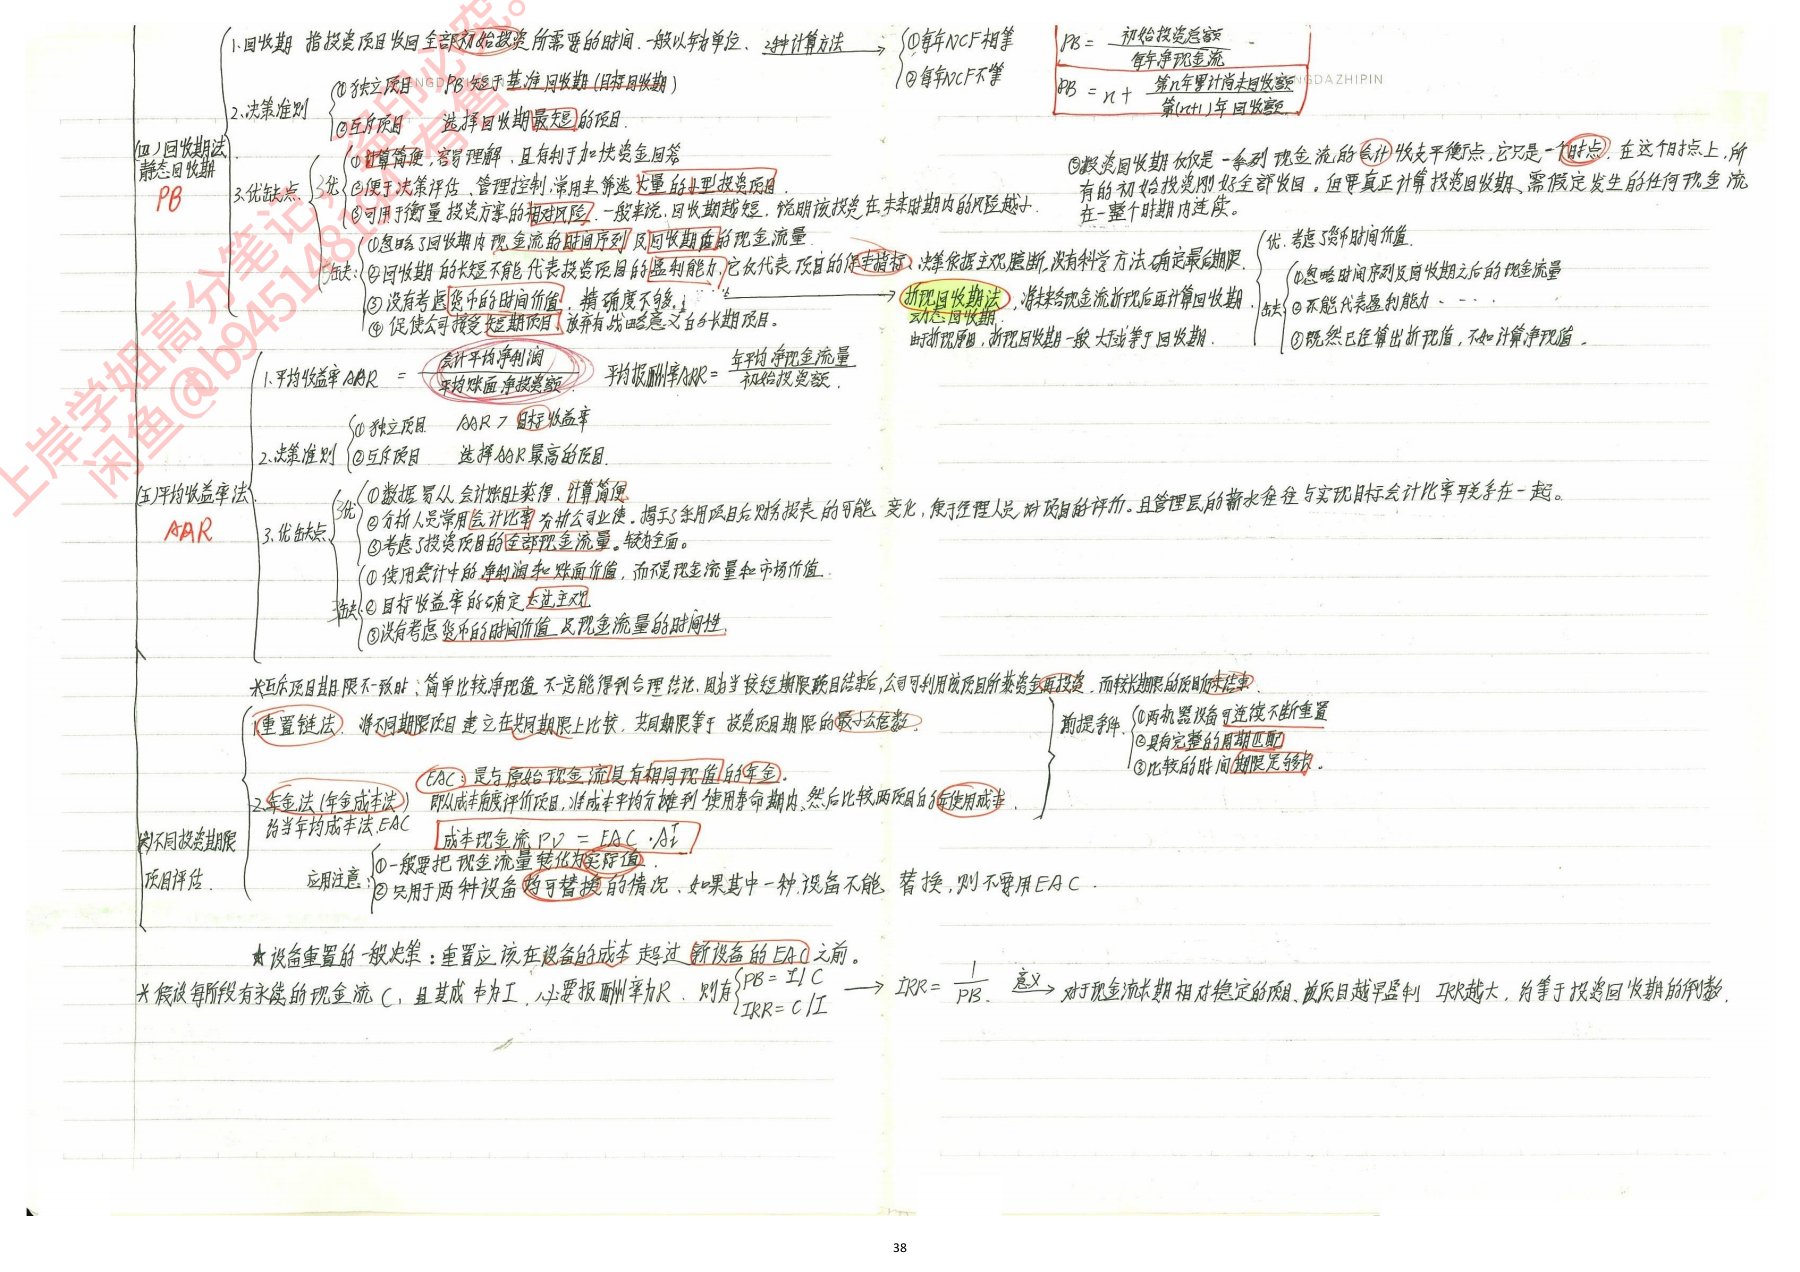 1.回收期 指投资项目收回全部初始投资所需要的时间.一般以年为单位、2种计算方法
①每年NCF相等
②每年NCF不等
PB = 初始投资总额 / 每年净现金流
PB = n + 第n年累计尚未回收额 / 第(n+1)年回收额
(四)回收期法
静态回收期
PB
2.决策准则
①独立项目 PB短于基准回收期(目标回收期)
②互斥项目 选择回收期最短的项目.
3.优缺点
3优
①计算简便,容易理解、且有利于加快资金回笼
②便于决策评估、管理控制,常用来筛选大量的小型投资项目.
③可用于衡量投资方案的相对风险.一般来说,回收期越短,说明该投资在未来时期内的风险越小.
缺:
①忽略了回收期内现金流的时间序列及回收期后的现金流量
②回收期的长短不能代表投资项目的盈利能力,它仅代表项目的保本指标、决策依据主观臆断,没有科学方法确定最后期限.
③没有考虑货币的时间价值、精确度不够.
④促使公司接受短期项目,放弃有战略意义的长期项目。
⑤投资回收期仅仅是一系列现金流的会计收支平衡点,它只是一个时点.在这个时点上,所
有的初始投资刚好全部收回。但要真正计算投资回收期、需假定发生的任何现金流
在一整个时期内连续。
折现回收期法,将未来各现金流折现后再计算回收期
动态回收期
由于折现原因,折现回收期一般大于或等于回收期.
优.考虑了货币时间价值.
缺
①忽略时间序列及回收期之后的现金流量
②不能代表盈利能力.....
③既然已经算出折现值,不如计算净现值。
(五)平均收益率法
AAR
1.平均收益率AAR = 会计平均净利润 / 平均账面净投资额
平均报酬率ARR = 年平均净现金流量 / 初始投资额.
2.决策准则
①独立项目 AAR > 目标收益率
②互斥项目 选择AAR最高的项目.
3.优缺点
3优
①数据易从会计账上获得,计算简便
②分析人员常用会计比率分析公司业绩。揭示了采用项目后财务报表的可能变化,便于经理人员对项目的评价。且管理层的薪水往往与实现目标会计比率联系在一起。
③考虑了投资项目的全部现金流量。较为全面。
3缺
①使用会计中的净利润和账面价值,而不是现金流量和市场价值.
②目标收益率的确定太过主观
③没有考虑货币的时间价值及现金流量的时间性.
(六)不同投资期限
项目评估.
*互斥项目期限不一致时:简单比较净现值不一定能得到合理结论,因为当较短期限项目结束后,公司可利用该项目所获资金再投资,而较长期限的项目仍未结束.
1.重置链法、将不同期限项目建立在共同期限上比较,共同期限等于投资项目期限的最小公倍数.
2.年金法(年金成本法)
约当年均成本法.EAC
EAC:是与原始现金流具有相同现值的年金。
即从成本角度评价项目,将成本平均分摊到使用寿命期内,然后比较两项目的年使用成本.
成本现金流PV = EAC·A
应用注意:
①一般要把现金流量转化为实际值.
②只用于两种设备均可替换的情况、如果其中一种设备不能替换,则不要用EAC.
前提条件
①两机器设备可连续不断重置
②具有完整的周期匹配
③比较的时间期限足够长.
★设备重置的一般决策:重置应该在设备的成本超过新设备的EAC之前。
*假设每阶段有永续的现金流C,且其成本为I,必要报酬率为R.则有
PB = I/C
IRR = C/I
→ IRR = 1/PB. 意义→ 对于现金流长期相对稳定的项目、项目越早盈利 IRR越大,约等于投资回收期的倒数.
上岸学姐高分笔记
闲鱼@b94514810
38